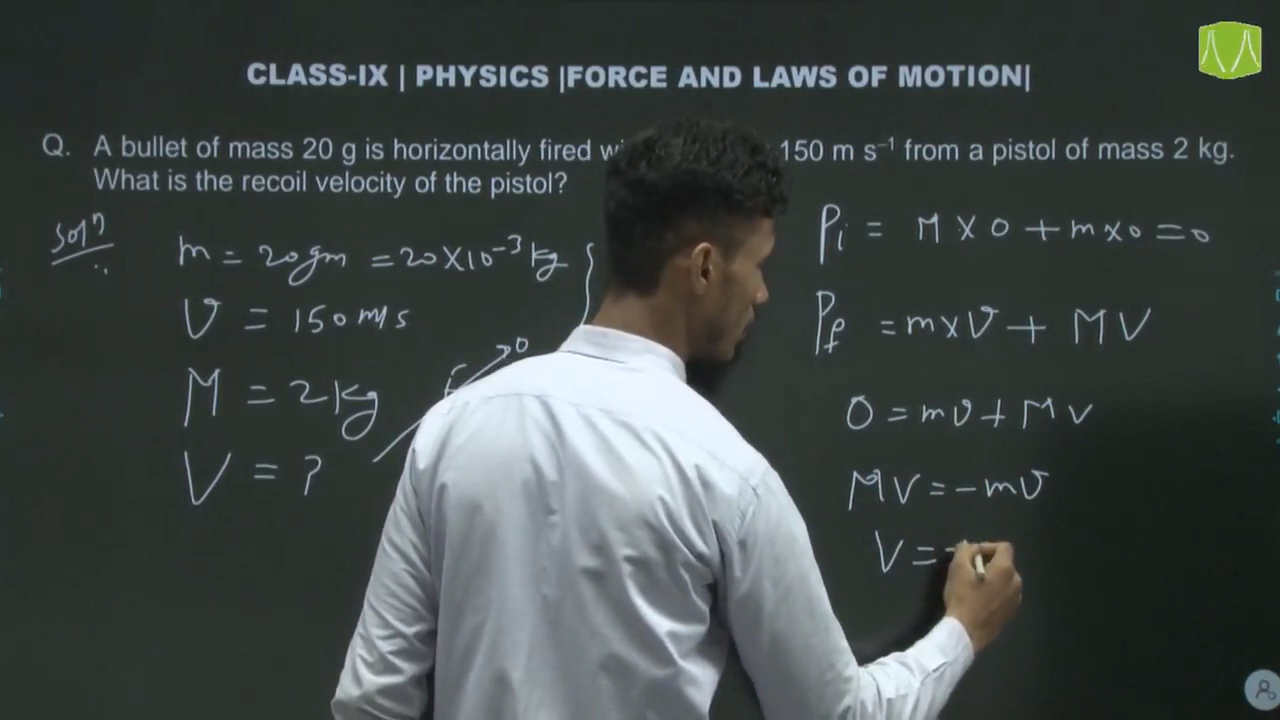 CLASS-IX | PHYSICS |FORCE AND LAWS OF MOTION|
Q. A bullet of mass 20 g is horizontally fired 150 m s⁻¹ from a pistol of mass 2 kg.
What is the recoil velocity of the pistol?
Solⁿ
m = 20gm = 20×10⁻³ kg
v = 150 m/s
M = 2kg
V = ?
0
Pi = M×0 + m×0 = 0
Pf = m×v + MV
0 = mv + MV
MV = -mv
V = -